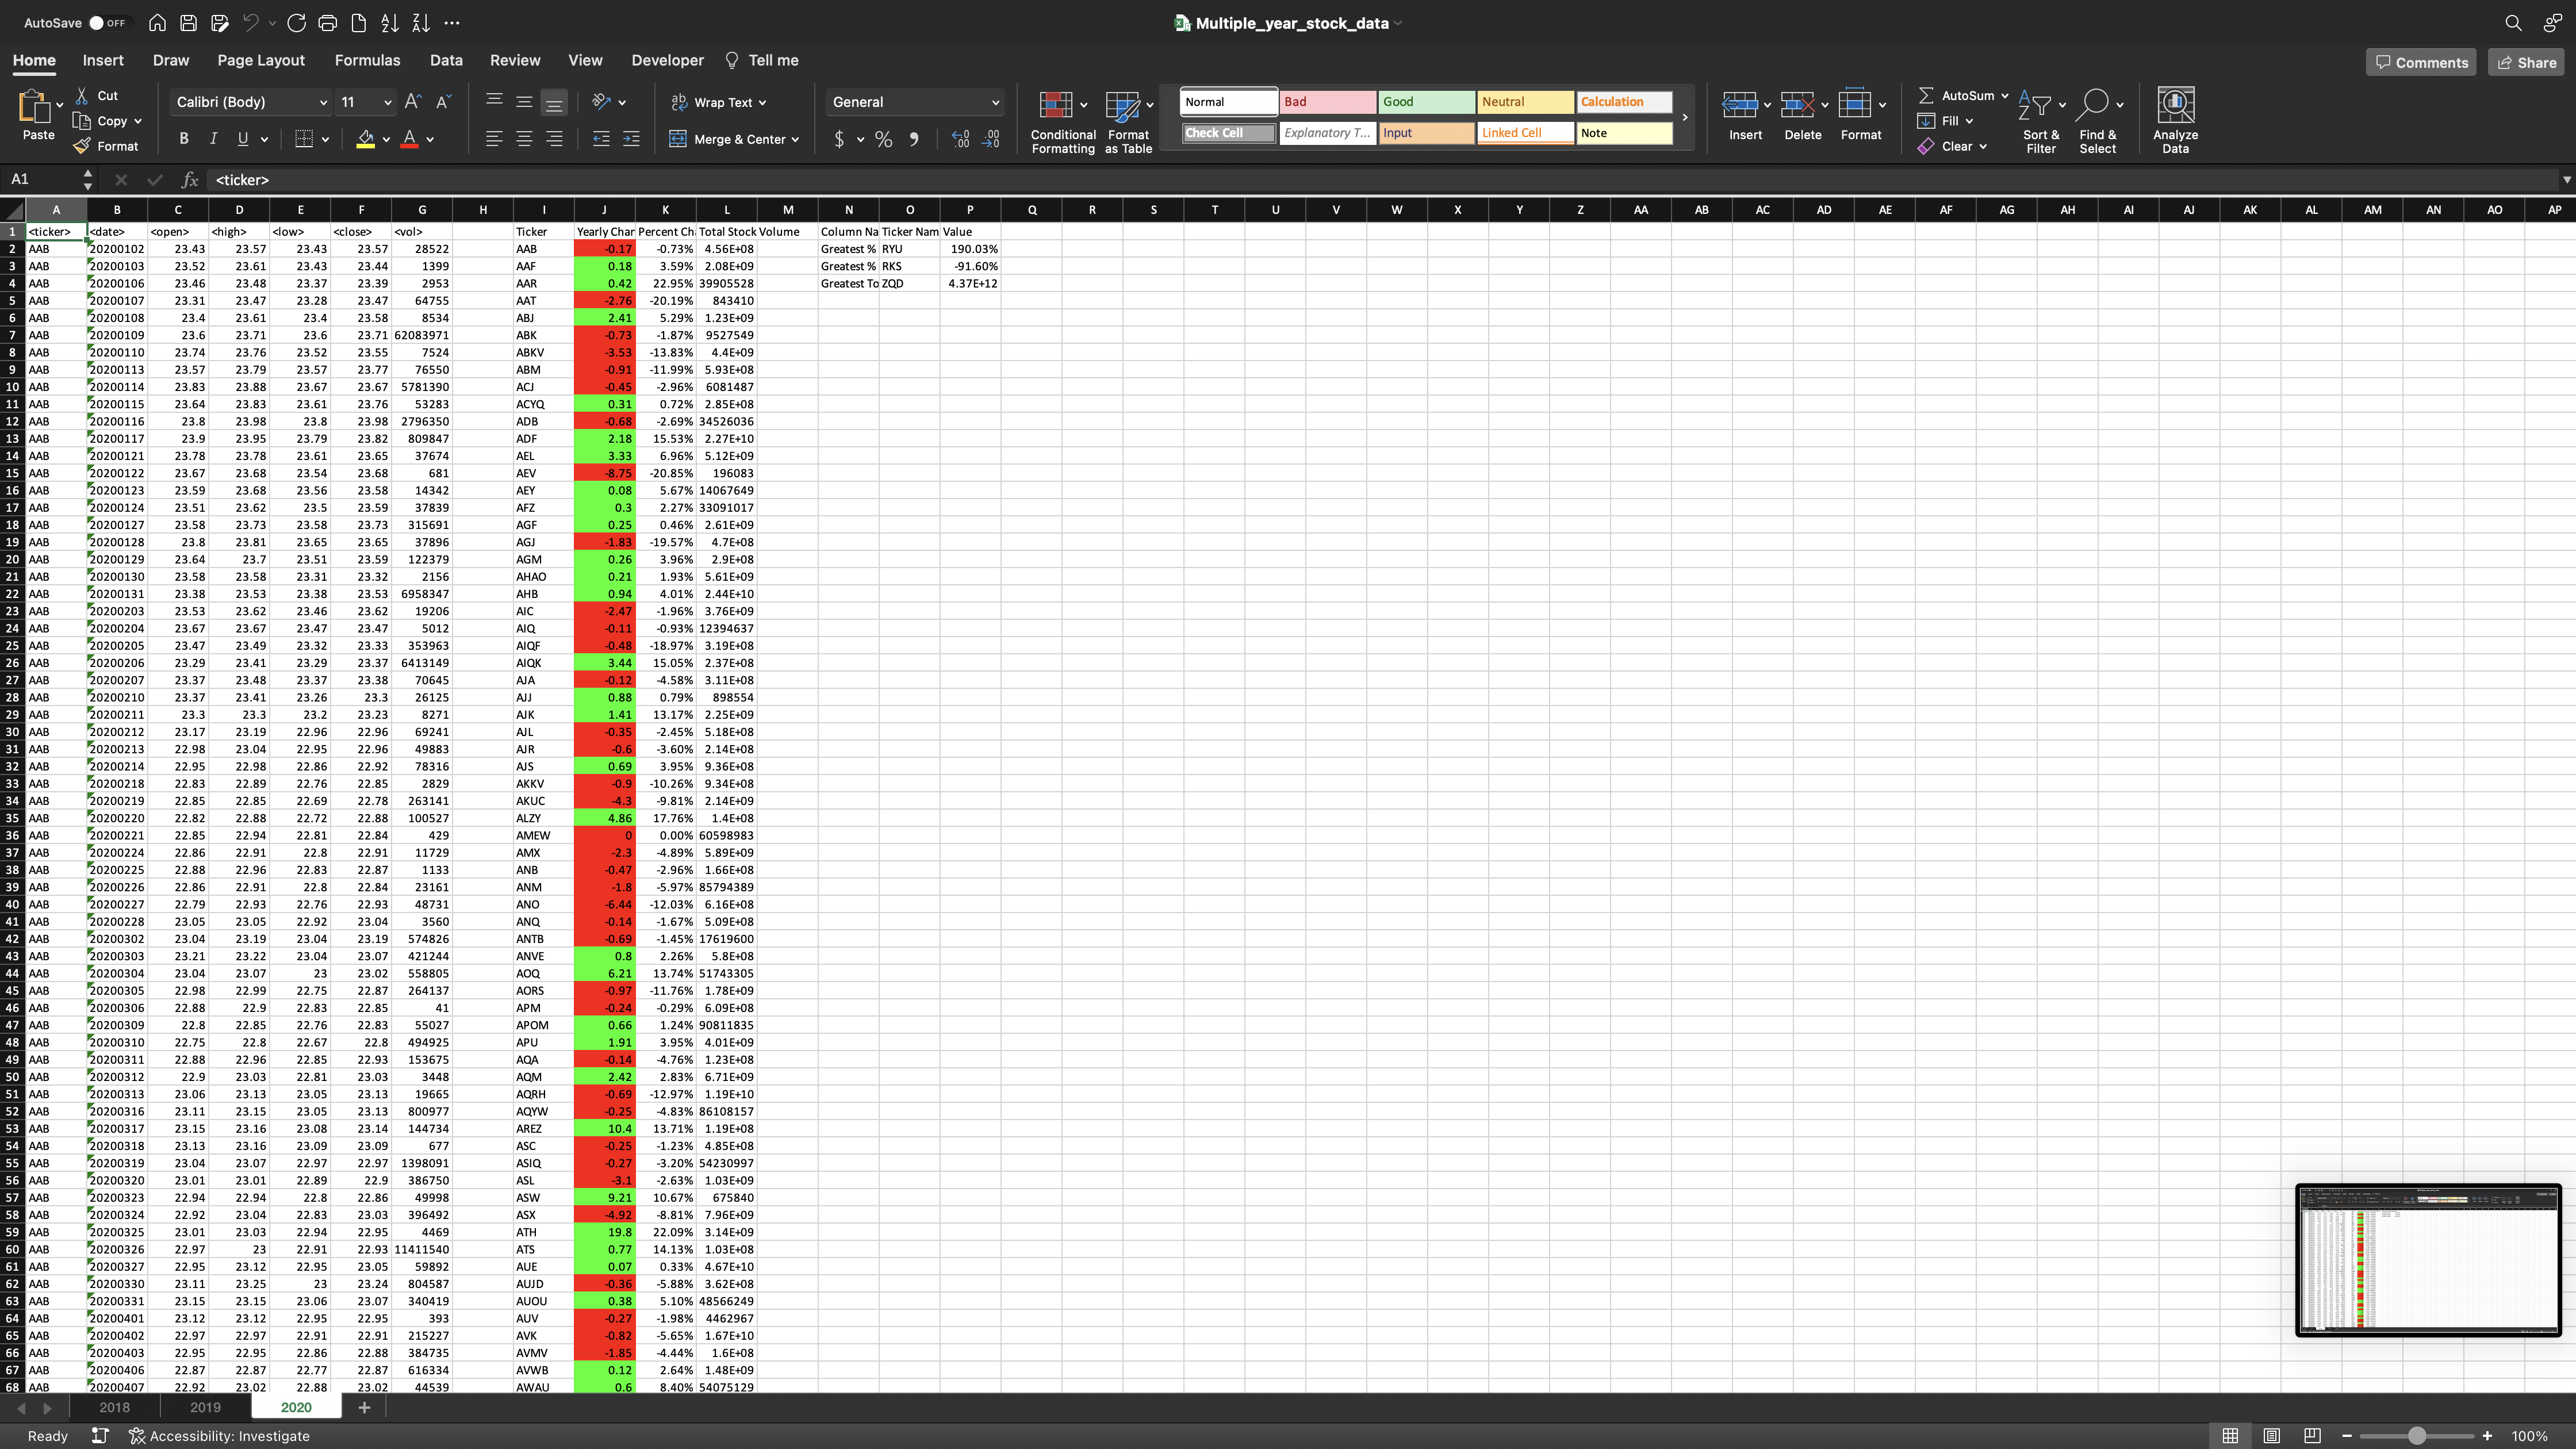 AutoSave OFF Multiple_year_stock_data
Home Insert Draw Page Layout Formulas Data Review View Developer Tell me Comments Share
Paste Cut Copy Format
Calibri (Body) 11 B I U A
Wrap Text Merge & Center
General $ %
Conditional Formatting Format as Table
Normal Bad Good Neutral Calculation
Check Cell Explanatory T... Input Linked Cell Note
Insert Delete Format
AutoSum Fill Clear Sort & Filter Find & Select Analyze Data
A1 fx <ticker>
A B C D E F G H I J K L M N O P Q R S T U V W X Y Z AA AB AC AD AE AF AG AH AI AJ AK AL AM AN AO AP
1 <ticker> <date> <open> <high> <low> <close> <vol> Ticker Yearly Char Percent Ch Total Stock Volume Column Na Ticker Nam Value
2 AAB 20200102 23.43 23.57 23.43 23.57 28522 AAB -0.17 -0.73% 4.56E+08 Greatest % RYU 190.03%
3 AAB 20200103 23.52 23.61 23.43 23.44 1399 AAF 0.18 3.59% 2.08E+09 Greatest % RKS -91.60%
4 AAB 20200106 23.46 23.48 23.37 23.39 2953 AAR 0.42 22.95% 39905528 Greatest To ZQD 4.37E+12
5 AAB 20200107 23.31 23.47 23.28 23.47 64755 AAT -2.76 -20.19% 843410
6 AAB 20200108 23.4 23.61 23.4 23.58 8534 ABJ 2.41 5.29% 1.23E+09
7 AAB 20200109 23.6 23.71 23.6 23.71 62083971 ABK -0.73 -1.87% 9527549
8 AAB 20200110 23.74 23.76 23.52 23.55 7524 ABKV -3.53 -13.83% 4.4E+09
9 AAB 20200113 23.57 23.79 23.57 23.77 76550 ABM -0.91 -11.99% 5.93E+08
10 AAB 20200114 23.83 23.88 23.67 23.67 5781390 ACJ -0.45 -2.96% 6081487
11 AAB 20200115 23.64 23.83 23.61 23.76 53283 ACYQ 0.31 0.72% 2.85E+08
12 AAB 20200116 23.8 23.98 23.8 23.98 2796350 ADB -0.68 -2.69% 34526036
13 AAB 20200117 23.9 23.95 23.79 23.82 809847 ADF 2.18 15.53% 2.27E+10
14 AAB 20200121 23.78 23.78 23.61 23.65 37674 AEL 3.33 6.96% 5.12E+09
15 AAB 20200122 23.67 23.68 23.54 23.68 681 AEV -8.75 -20.85% 196083
16 AAB 20200123 23.59 23.68 23.56 23.58 14342 AEY 0.08 5.67% 14067649
17 AAB 20200124 23.51 23.62 23.5 23.59 37839 AFZ 0.3 2.27% 33091017
18 AAB 20200127 23.58 23.73 23.58 23.73 315691 AGF 0.25 0.46% 2.61E+09
19 AAB 20200128 23.8 23.81 23.65 23.65 37896 AGJ -1.83 -19.57% 4.7E+08
20 AAB 20200129 23.64 23.7 23.51 23.59 122379 AGM 0.26 3.96% 2.9E+08
21 AAB 20200130 23.58 23.58 23.31 23.32 2156 AHAO 0.21 1.93% 5.61E+09
22 AAB 20200131 23.38 23.53 23.38 23.53 6958347 AHB 0.94 4.01% 2.44E+10
23 AAB 20200203 23.53 23.62 23.46 23.62 19206 AIC -2.47 -1.96% 3.76E+09
24 AAB 20200204 23.67 23.67 23.47 23.47 5012 AIQ -0.11 -0.93% 12394637
25 AAB 20200205 23.47 23.49 23.32 23.33 353963 AIQF -0.48 -18.97% 3.19E+08
26 AAB 20200206 23.29 23.41 23.29 23.37 6413149 AIQK 3.44 15.05% 2.37E+08
27 AAB 20200207 23.37 23.48 23.37 23.38 70645 AJA -0.12 -4.58% 3.11E+08
28 AAB 20200210 23.37 23.41 23.26 23.3 26125 AJJ 0.88 0.79% 898554
29 AAB 20200211 23.3 23.3 23.2 23.23 8271 AJK 1.41 13.17% 2.25E+09
30 AAB 20200212 23.17 23.19 22.96 22.96 69241 AJL -0.35 -2.45% 5.18E+08
31 AAB 20200213 22.98 23.04 22.95 22.96 49883 AJR -0.6 -3.60% 2.14E+08
32 AAB 20200214 22.95 22.98 22.86 22.92 78316 AJS 0.69 3.95% 9.36E+08
33 AAB 20200218 22.83 22.89 22.76 22.85 2829 AKKV -0.9 -10.26% 9.34E+08
34 AAB 20200219 22.85 22.85 22.69 22.78 263141 AKUC -4.3 -9.81% 2.14E+09
35 AAB 20200220 22.82 22.88 22.72 22.88 100527 ALZY 4.86 17.76% 1.4E+08
36 AAB 20200221 22.85 22.94 22.81 22.84 429 AMEW 0 0.00% 60598983
37 AAB 20200224 22.86 22.91 22.8 22.91 11729 AMX -2.3 -4.89% 5.89E+09
38 AAB 20200225 22.88 22.96 22.83 22.87 1133 ANB -0.47 -2.96% 1.66E+08
39 AAB 20200226 22.86 22.91 22.8 22.84 23161 ANM -1.8 -5.97% 85794389
40 AAB 20200227 22.79 22.93 22.76 22.93 48731 ANO -6.44 -12.03% 6.16E+08
41 AAB 20200228 23.05 23.05 22.92 23.04 3560 ANQ -0.14 -1.67% 5.09E+08
42 AAB 20200302 23.04 23.19 23.04 23.19 574826 ANTB -0.69 -1.45% 17619600
43 AAB 20200303 23.21 23.22 23.04 23.07 421244 ANVE 0.8 2.26% 5.8E+08
44 AAB 20200304 23.04 23.07 23 23.02 558805 AOQ 6.21 13.74% 51743305
45 AAB 20200305 22.98 22.99 22.75 22.87 264137 AORS -0.97 -11.76% 1.78E+09
46 AAB 20200306 22.88 22.9 22.83 22.85 41 APM -0.24 -0.29% 6.09E+08
47 AAB 20200309 22.8 22.85 22.76 22.83 55027 APOM 0.66 1.24% 90811835
48 AAB 20200310 22.75 22.8 22.67 22.8 494925 APU 1.91 3.95% 4.01E+09
49 AAB 20200311 22.88 22.96 22.85 22.93 153675 AQA -0.14 -4.76% 1.23E+08
50 AAB 20200312 22.9 23.03 22.81 23.03 3448 AQM 2.42 2.83% 6.71E+09
51 AAB 20200313 23.06 23.13 23.05 23.13 19665 AQRH -0.69 -12.97% 1.19E+10
52 AAB 20200316 23.11 23.15 23.05 23.13 800977 AQYW -0.25 -4.83% 86108157
53 AAB 20200317 23.15 23.16 23.08 23.14 144734 AREZ 10.4 13.71% 1.19E+08
54 AAB 20200318 23.13 23.16 23.09 23.09 677 ASC -0.25 -1.23% 4.85E+08
55 AAB 20200319 23.04 23.07 22.97 22.97 1398091 ASIQ -0.27 -3.20% 54230997
56 AAB 20200320 23.01 23.01 22.89 22.9 386750 ASL -3.1 -2.63% 1.03E+09
57 AAB 20200323 22.94 22.94 22.8 22.86 49998 ASW 9.21 10.67% 675840
58 AAB 20200324 22.92 23.04 22.83 23.03 396492 ASX -4.92 -8.81% 7.96E+09
59 AAB 20200325 23.01 23.03 22.94 22.95 4469 ATH 19.8 22.09% 3.14E+09
60 AAB 20200326 22.97 23 22.91 22.93 11411540 ATS 0.77 14.13% 1.03E+08
61 AAB 20200327 22.95 23.12 22.95 23.05 59892 AUE 0.07 0.33% 4.67E+10
62 AAB 20200330 23.11 23.25 23 23.24 804587 AUJD -0.36 -5.88% 3.62E+08
63 AAB 20200331 23.15 23.15 23.06 23.07 340419 AUOU 0.38 5.10% 48566249
64 AAB 20200401 23.12 23.12 22.95 22.95 393 AUV -0.27 -1.98% 4462967
65 AAB 20200402 22.97 22.97 22.91 22.91 215227 AVK -0.82 -5.65% 1.67E+10
66 AAB 20200403 22.95 22.95 22.86 22.88 384735 AVMV -1.85 -4.44% 1.6E+08
67 AAB 20200406 22.87 22.87 22.77 22.87 616334 AVWB 0.12 2.64% 1.48E+09
68 AAB 20200407 22.92 23.02 22.88 23.02 44539 AWAU 0.6 8.40% 54075129
2018 2019 2020
Ready Accessibility: Investigate 100%